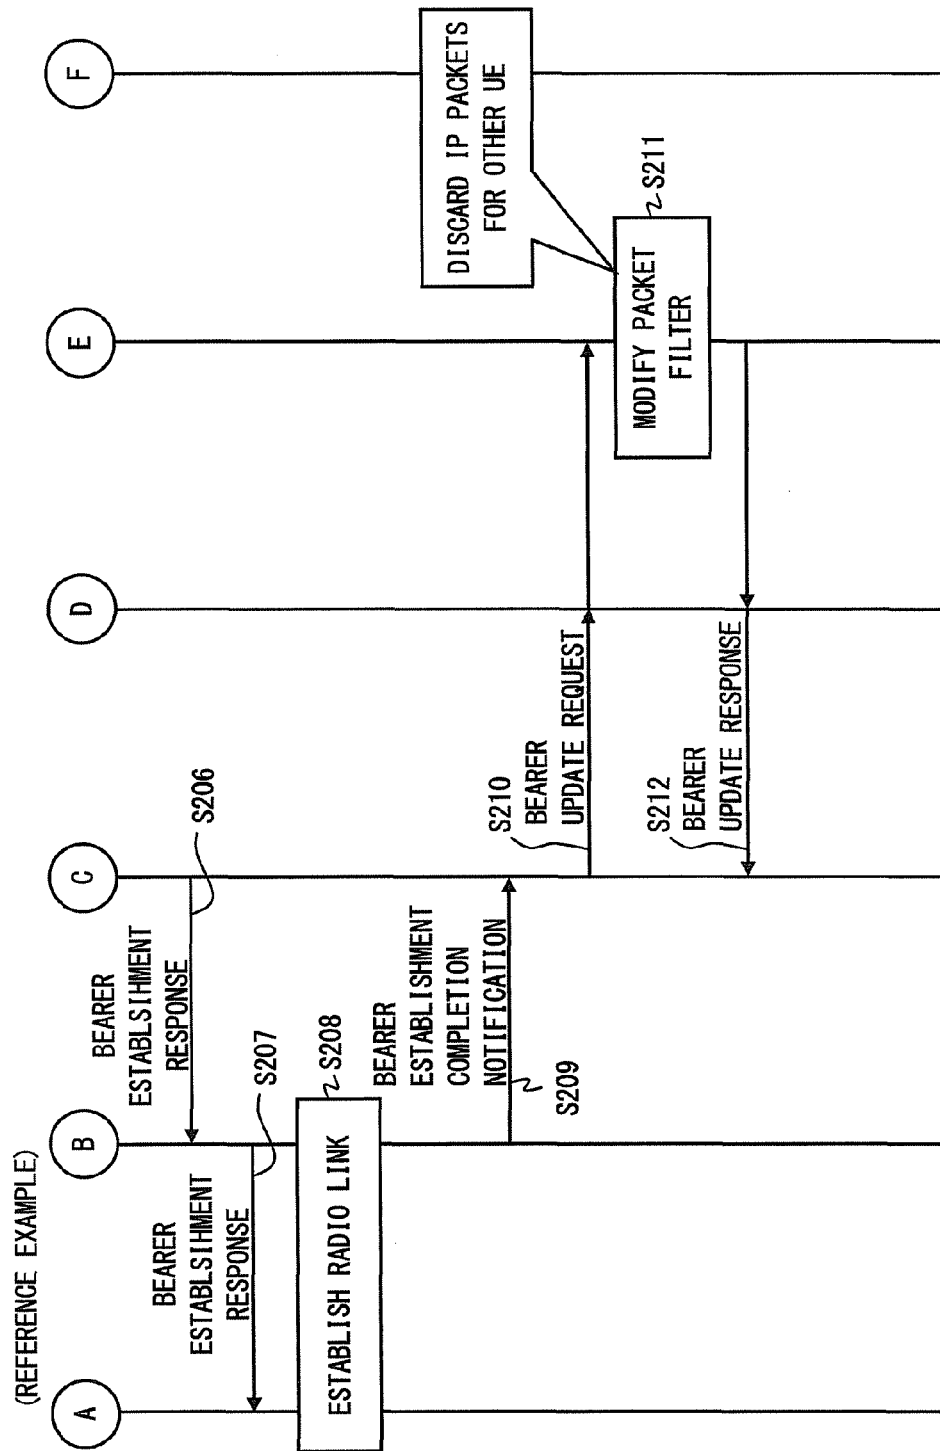 (REFERENCE EXAMPLE)
A
B
C
D
E
F
BEARER
ESTABLSIHMENT
RESPONSE
S206
BEARER
ESTABLSIHMENT
RESPONSE
S207
ESTABLISH RADIO LINK
S208
BEARER
ESTABLISHMENT
COMPLETION
NOTIFICATION
S209
S210
BEARER
UPDATE REQUEST
DISCARD IP PACKETS
FOR OTHER UE
MODIFY PACKET
FILTER
S211
S212
BEARER
UPDATE RESPONSE